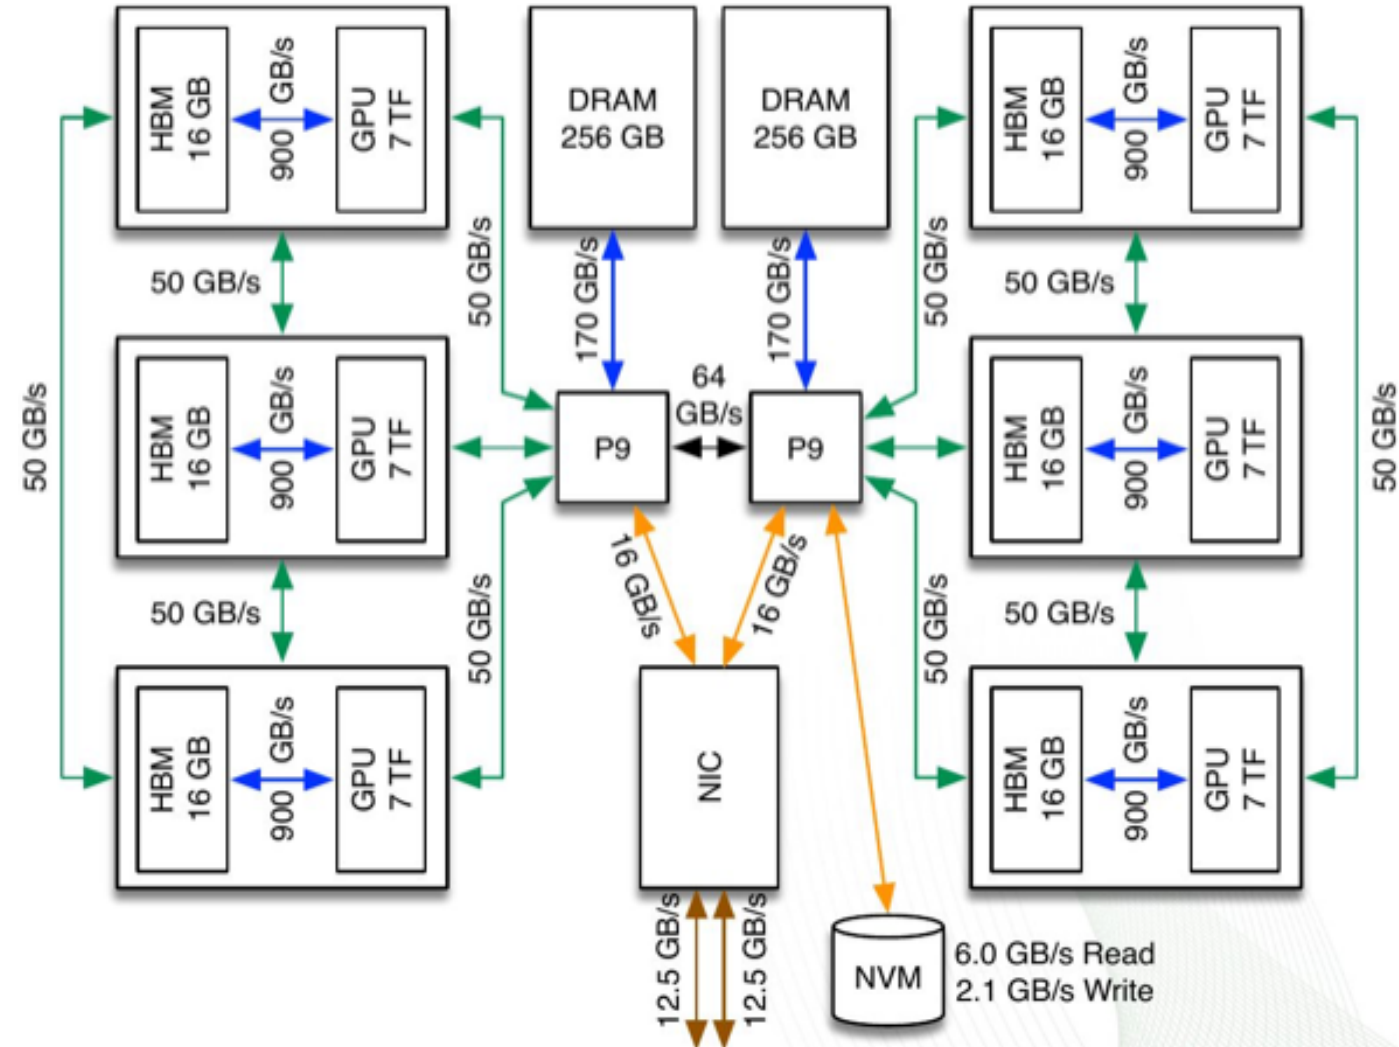 HBM
16 GB
900 GB/s
GPU
7 TF
DRAM
256 GB
DRAM
256 GB
HBM
16 GB
900 GB/s
GPU
7 TF
50 GB/s
50 GB/s
170 GB/s
170 GB/s
50 GB/s
50 GB/s
50 GB/s
HBM
16 GB
900 GB/s
GPU
7 TF
P9
64
GB/s
P9
HBM
16 GB
900 GB/s
GPU
7 TF
50 GB/s
50 GB/s
50 GB/s
16 GB/s
16 GB/s
50 GB/s
50 GB/s
HBM
16 GB
900 GB/s
GPU
7 TF
NIC
HBM
16 GB
900 GB/s
GPU
7 TF
12.5 GB/s
12.5 GB/s
NVM
6.0 GB/s Read
2.1 GB/s Write